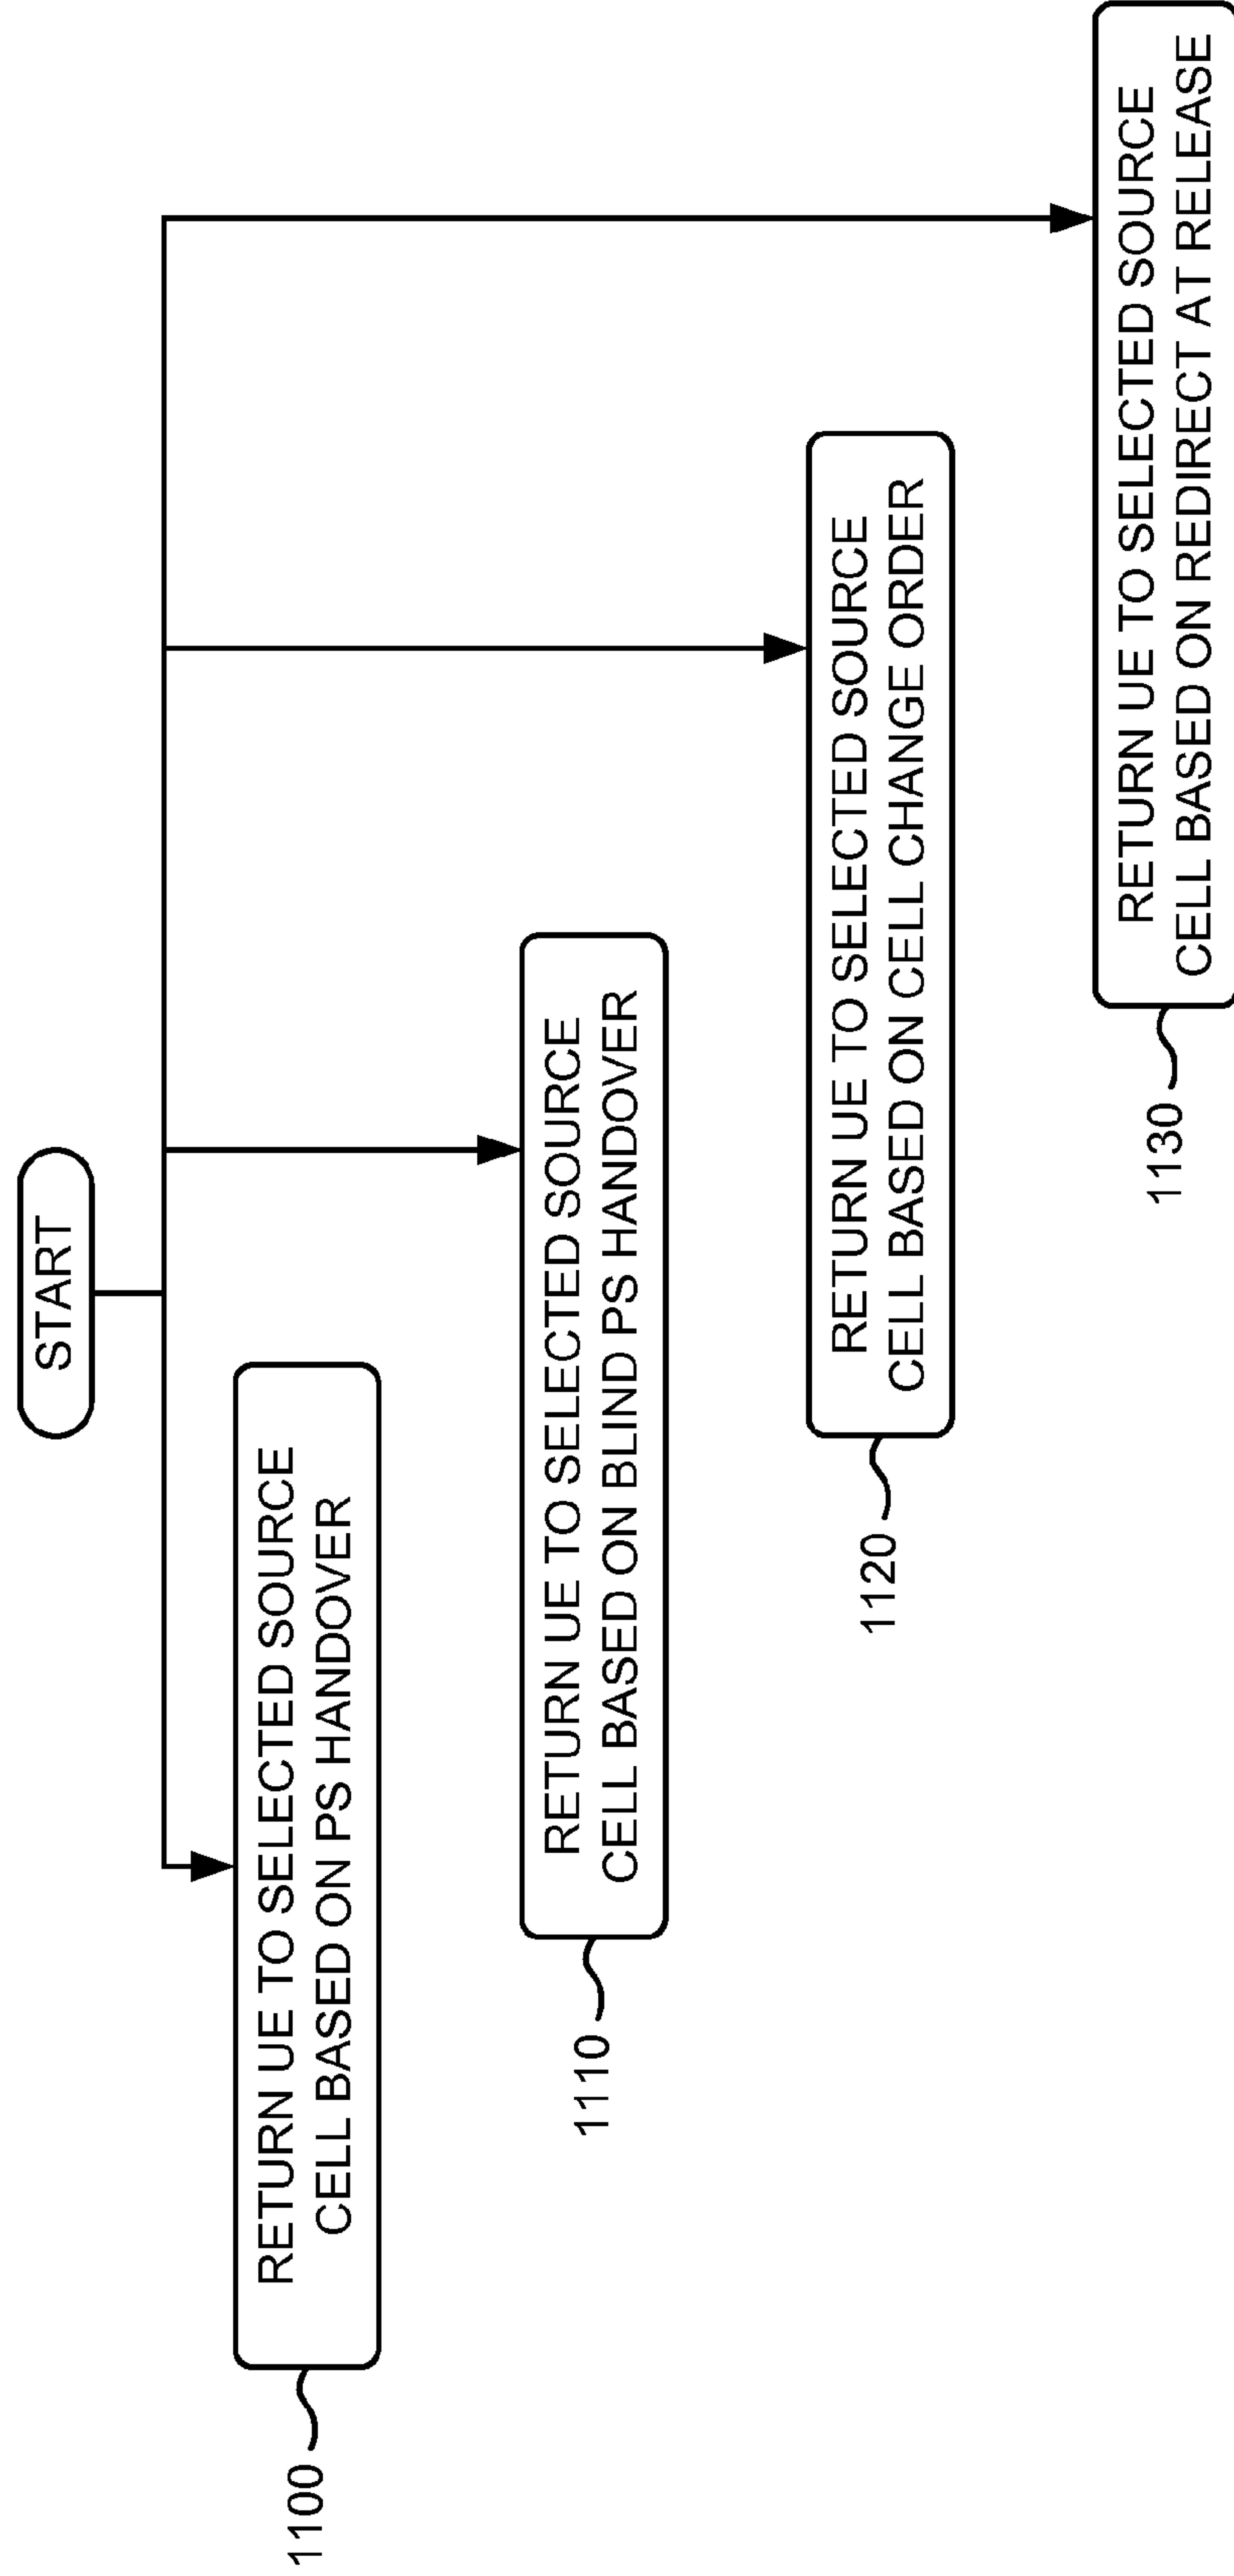 START
RETURN UE TO SELECTED SOURCE
CELL BASED ON PS HANDOVER
1100
RETURN UE TO SELECTED SOURCE
CELL BASED ON BLIND PS HANDOVER
1110
RETURN UE TO SELECTED SOURCE
CELL BASED ON CELL CHANGE ORDER
1120
RETURN UE TO SELECTED SOURCE
CELL BASED ON REDIRECT AT RELEASE
1130